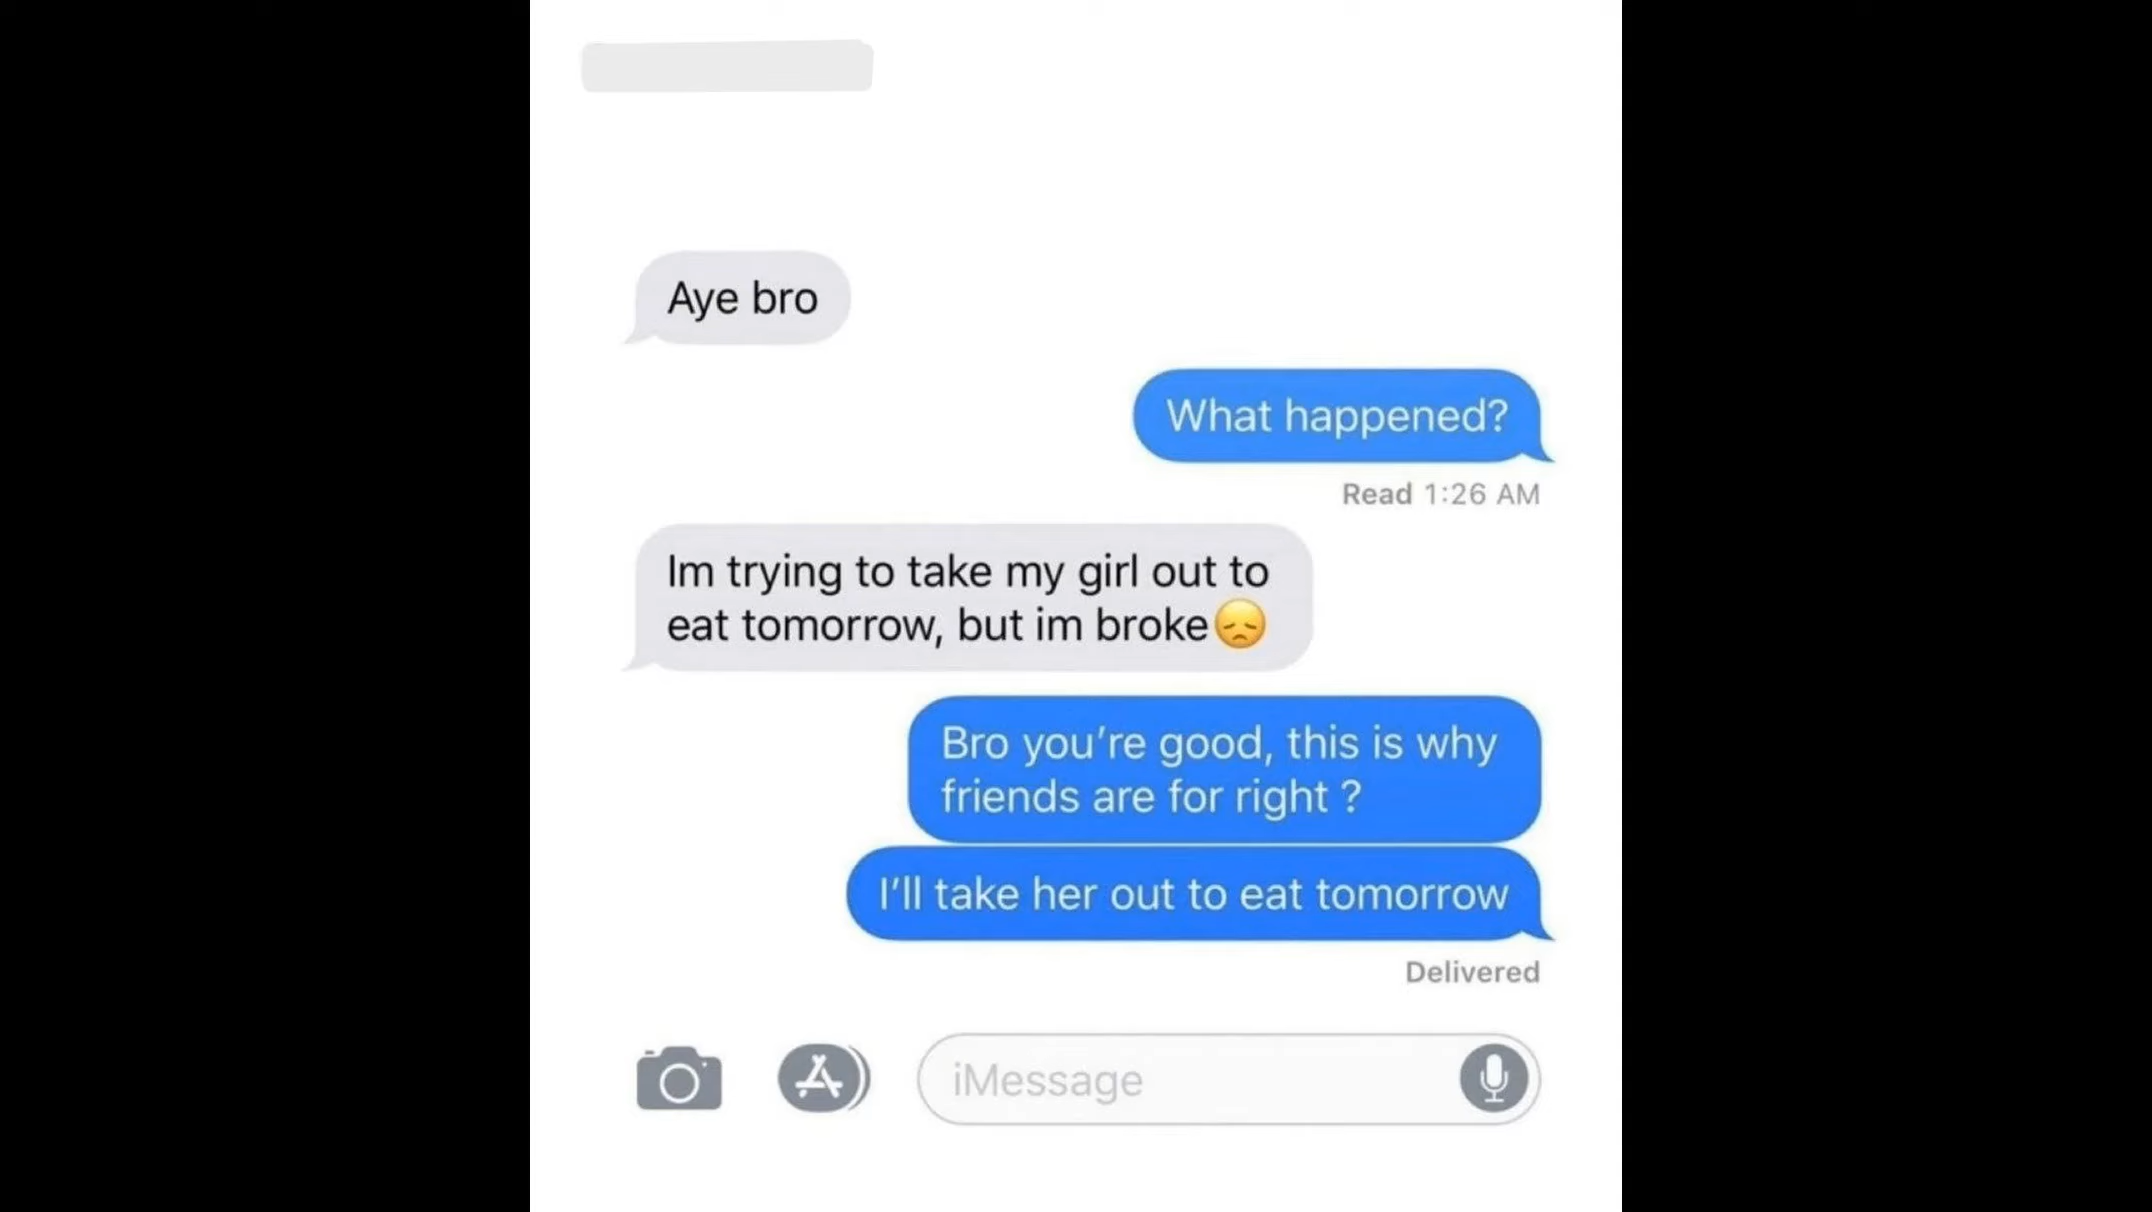 Aye bro
What happened?
Read 1:26 AM
Im trying to take my girl out to
eat tomorrow, but im broke😞
Bro you're good, this is why
friends are for right ?
I'll take her out to eat tomorrow
Delivered
iMessage